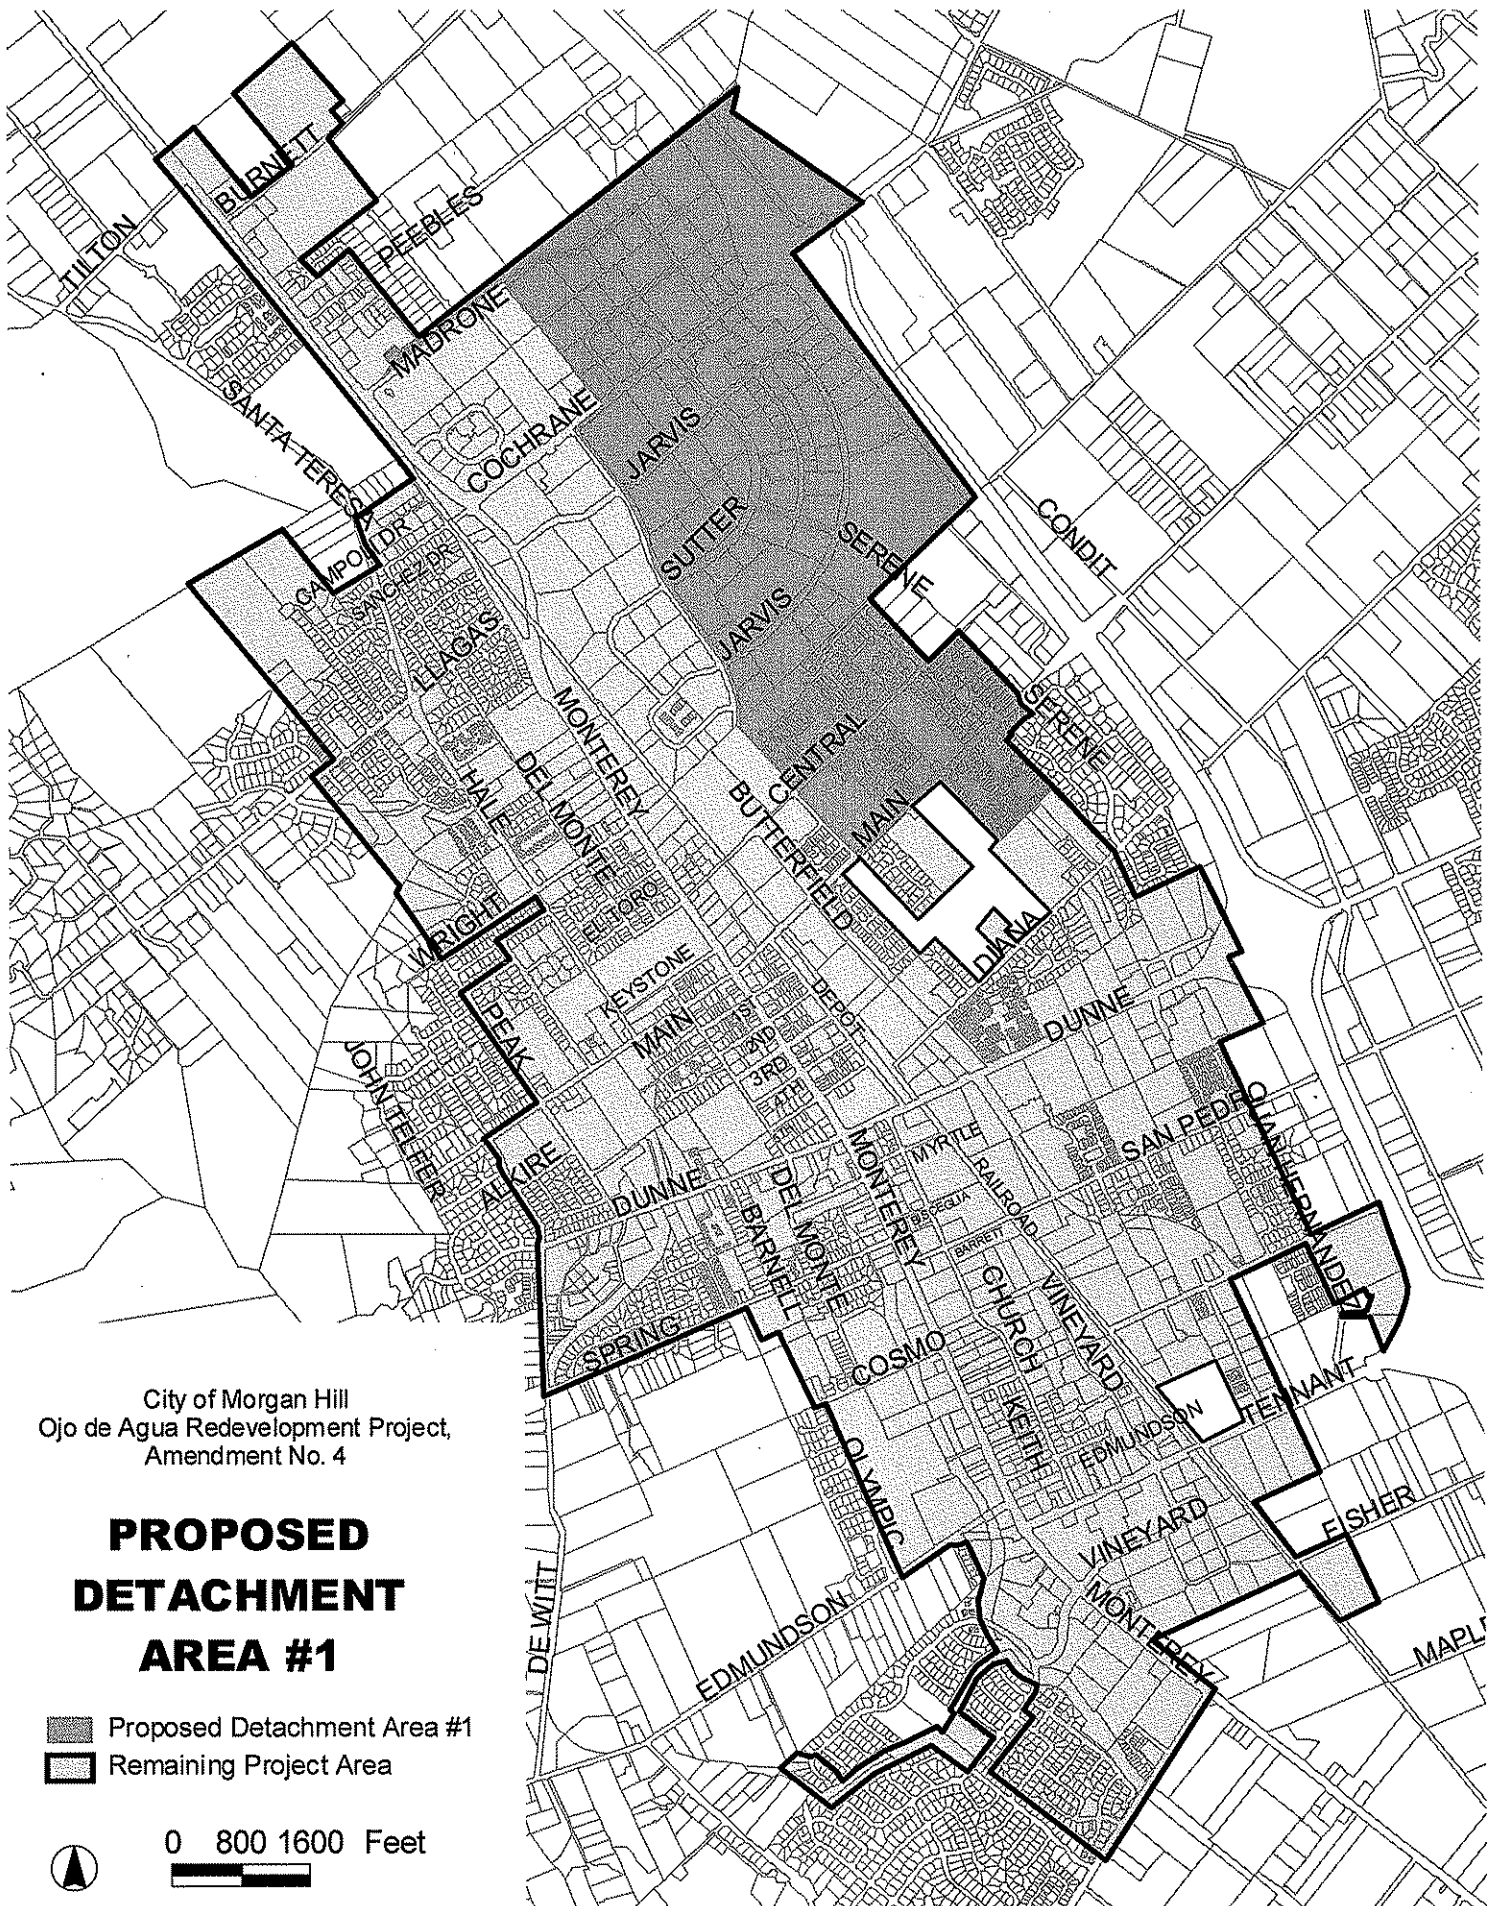 BURNETT
TILTON
PEEBLES
MADRONE
SANTA TERESA
COCHRANE
JARVIS
SUTTER
SERENE
CONDIT
CAMPOLI DR
SANCHEZ DR
LLAGAS
JARVIS
MONTEREY
SERENE
CENTRAL
HALE
DEL MONTE
BUTTERFIELD
MAIN
WRIGHT
EL TORO
DIANA
KEYSTONE
DEPOT
PEAK
MAIN
1ST
2ND
3RD
4TH
DUNNE
JOHN TELFER
SAN PEDRO
JUAN HERNANDEZ
MYRTLE
MONTEREY
RAILROAD
ALKIRE
DUNNE
DEL MONTE
BARNELL
BISCEGLIA
BARRETT
CHURCH
VINEYARD
SPRING
COSMO
KEITH
TENNANT
EDMUNDSON
OLYMPIC
FISHER
VINEYARD
MONTEREY
DE WITT
EDMUNDSON
MAPLE
City of Morgan Hill
Ojo de Agua Redevelopment Project,
Amendment No. 4
PROPOSED
DETACHMENT
AREA #1
Proposed Detachment Area #1
Remaining Project Area
0 800 1600 Feet